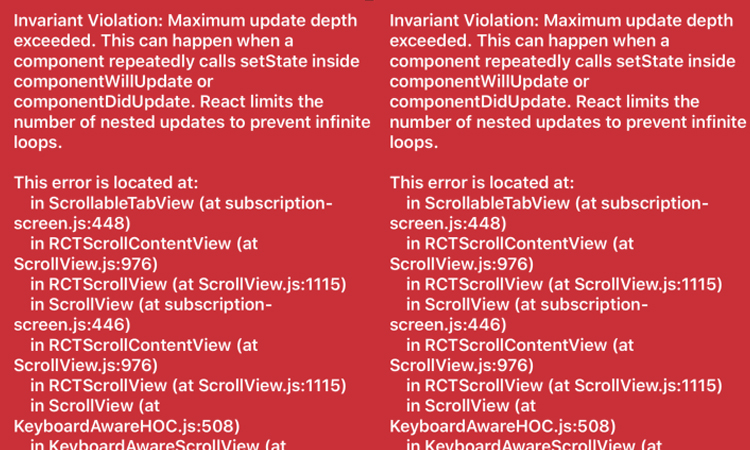 Invariant Violation: Maximum update depth
exceeded. This can happen when a
component repeatedly calls setState inside
componentWillUpdate or
componentDidUpdate. React limits the
number of nested updates to prevent infinite
loops.
This error is located at:
in ScrollableTabView (at subscription-
screen.js:448)
in RCTScrollContentView (at
ScrollView.js:976)
in RCTScrollView (at ScrollView.js:1115)
in ScrollView (at subscription-
screen.js:446)
in RCTScrollContentView (at
ScrollView.js:976)
in RCTScrollView (at ScrollView.js:1115)
in ScrollView (at
KeyboardAwareHOC.js:508)
in KeyboardAwareScrollView (at
Invariant Violation: Maximum update depth
exceeded. This can happen when a
component repeatedly calls setState inside
componentWillUpdate or
componentDidUpdate. React limits the
number of nested updates to prevent infinite
loops.
This error is located at:
in ScrollableTabView (at subscription-
screen.js:448)
in RCTScrollContentView (at
ScrollView.js:976)
in RCTScrollView (at ScrollView.js:1115)
in ScrollView (at subscription-
screen.js:446)
in RCTScrollContentView (at
ScrollView.js:976)
in RCTScrollView (at ScrollView.js:1115)
in ScrollView (at
KeyboardAwareHOC.js:508)
in KeyboardAwareScrollView (at